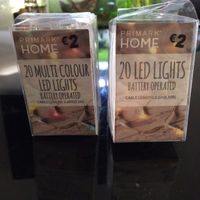 PRIMARK
HOME
€2
20 MULTI COLOUR
LED LIGHTS
BATTERY OPERATED
PRIMARK
HOME
€2
20 LED LIGHTS
BATTERY OPERATED